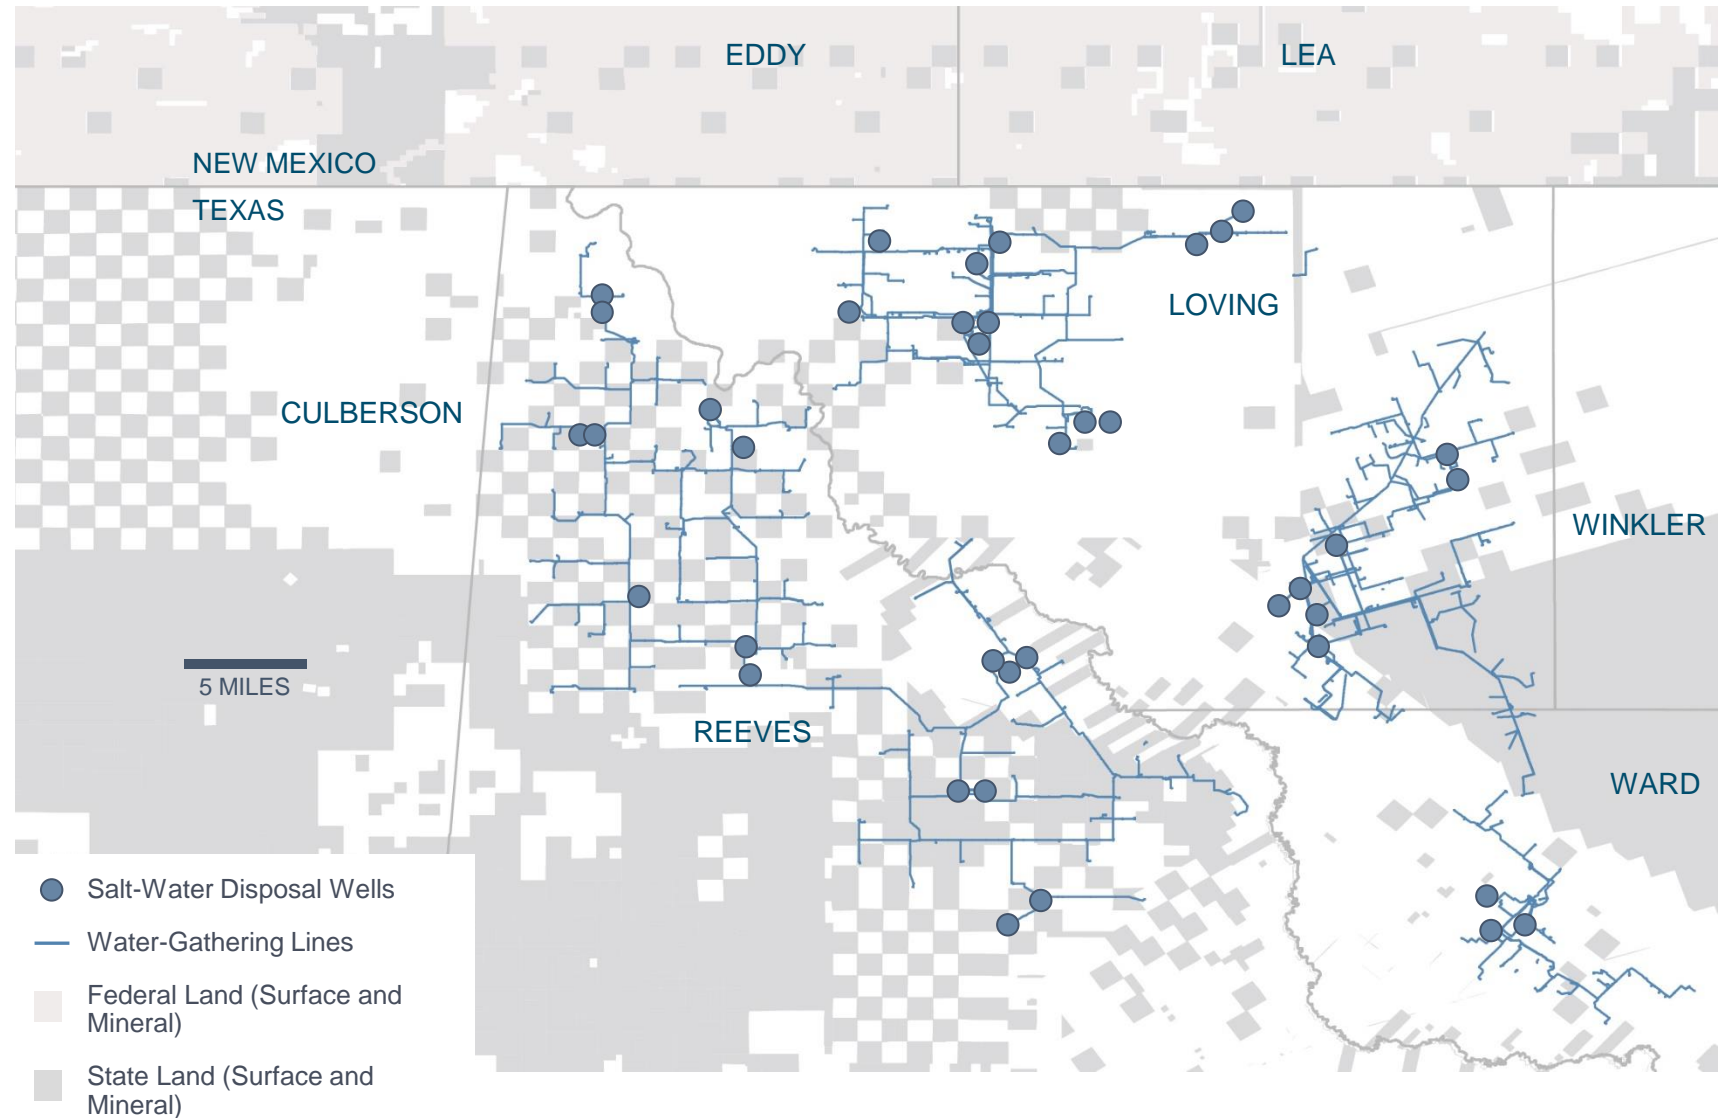 EDDY
LEA
NEW MEXICO
TEXAS
LOVING
CULBERSON
WINKLER
5 MILES
REEVES
WARD
Salt-Water Disposal Wells
Water-Gathering Lines
Federal Land (Surface and
Mineral)
State Land (Surface and
Mineral)